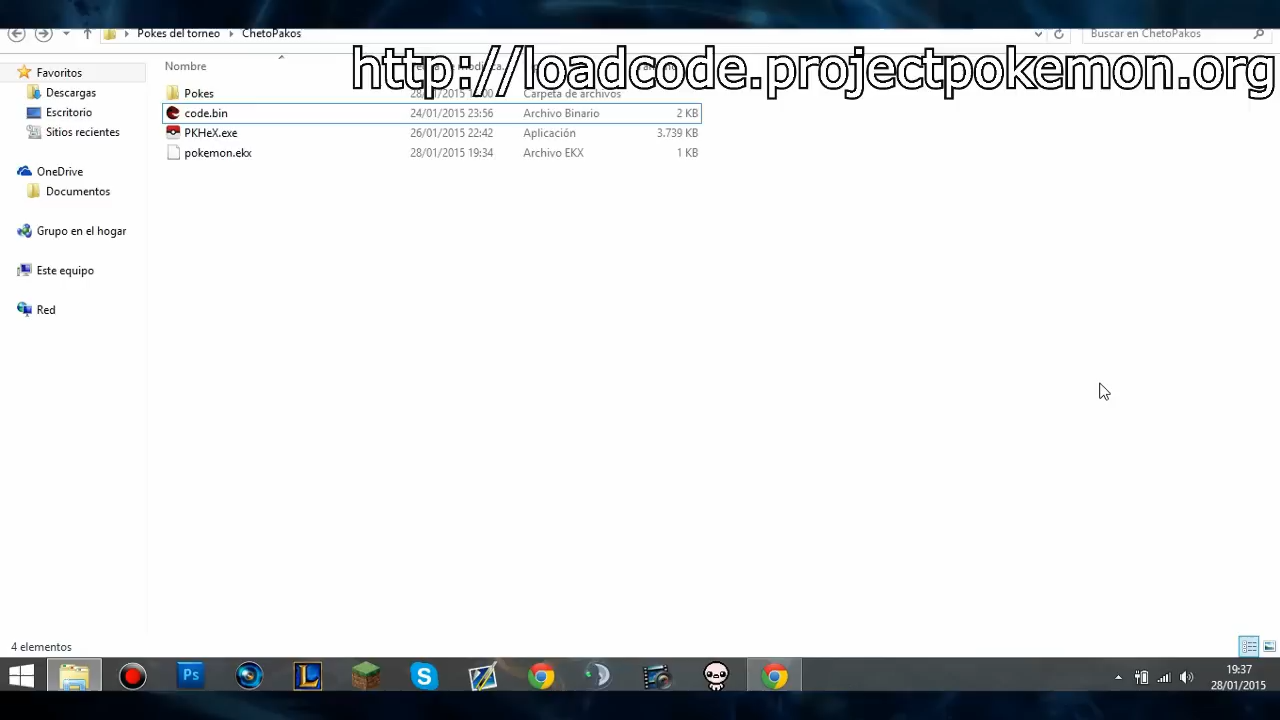 Pokes del torneo ChetoPakos
Buscar en ChetoPakos
http://loadcode.projectpokemon.org
Favoritos
Descargas
Escritorio
Sitios recientes
OneDrive
Documentos
Grupo en el hogar
Este equipo
Red
Nombre
Pokes Carpeta de archivos
code.bin 24/01/2015 23:56 Archivo Binario 2 KB
PKHeX.exe 26/01/2015 22:42 Aplicación 3.739 KB
pokemon.ekx 28/01/2015 19:34 Archivo EKX 1 KB
4 elementos
Ps
L
S
19:37
28/01/2015